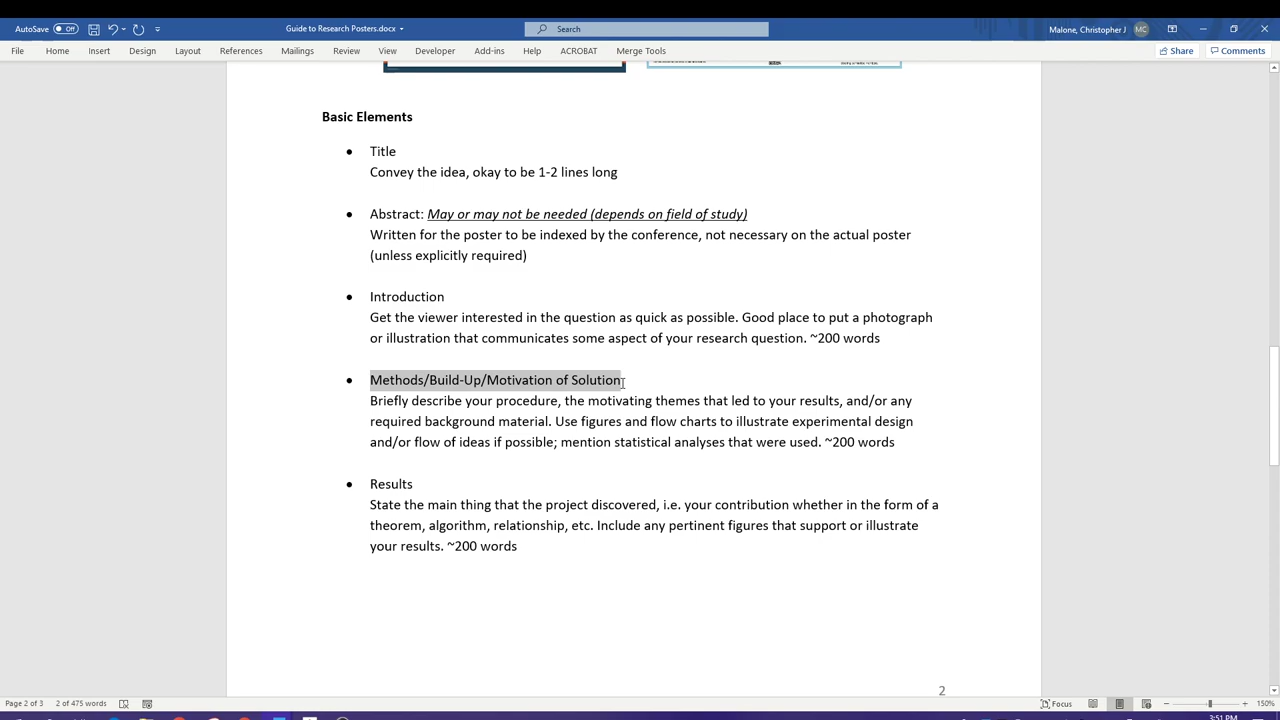 AutoSave Off Guide to Research Posters.docx Search Malone, Christopher J MC
File Home Insert Design Layout References Mailings Review View Developer Add-ins Help ACROBAT Merge Tools Share Comments
Basic Elements
• Title
Convey the idea, okay to be 1-2 lines long
• Abstract: May or may not be needed (depends on field of study)
Written for the poster to be indexed by the conference, not necessary on the actual poster
(unless explicitly required)
• Introduction
Get the viewer interested in the question as quick as possible. Good place to put a photograph
or illustration that communicates some aspect of your research question. ~200 words
• Methods/Build-Up/Motivation of Solution
Briefly describe your procedure, the motivating themes that led to your results, and/or any
required background material. Use figures and flow charts to illustrate experimental design
and/or flow of ideas if possible; mention statistical analyses that were used. ~200 words
• Results
State the main thing that the project discovered, i.e. your contribution whether in the form of a
theorem, algorithm, relationship, etc. Include any pertinent figures that support or illustrate
your results. ~200 words
2
Page 2 of 3 2 of 475 words Focus 150%
3:51 PM